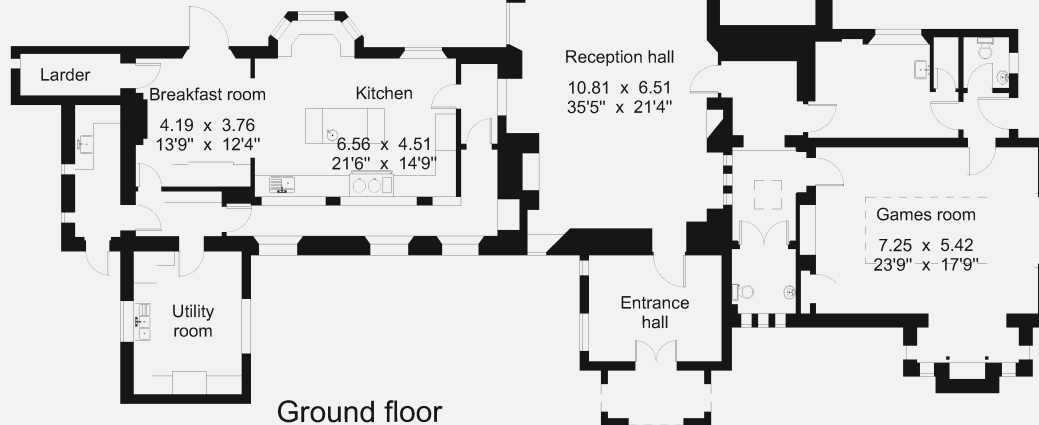 Larder
Breakfast room
4.19 x 3.76
13'9" x 12'4"
Kitchen
6.56 x 4.51
21'6" x 14'9"
Reception hall
10.81 x 6.51
35'5" x 21'4"
Games room
7.25 x 5.42
23'9" x 17'9"
Utility
room
Entrance
hall
Ground floor